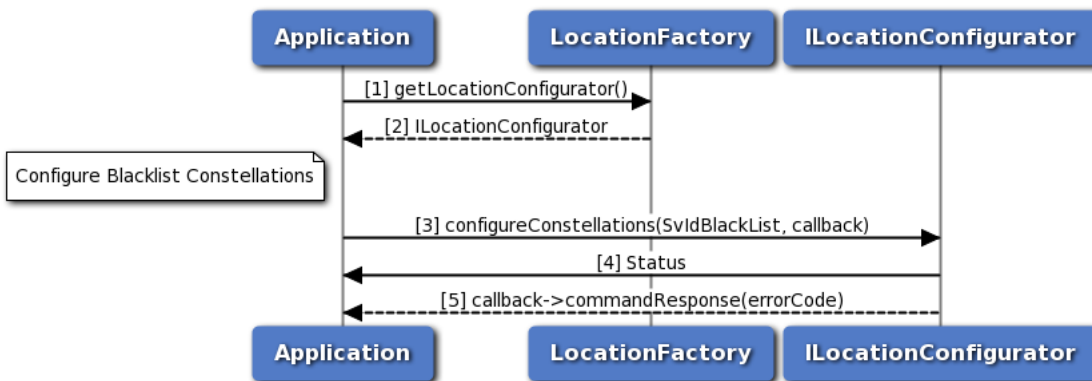 Application
LocationFactory
ILocationConfigurator
[1] getLocationConfigurator()
[2] ILocationConfigurator
Configure Blacklist Constellations
[3] configureConstellations(SvIdBlackList, callback)
[4] Status
[5] callback->commandResponse(errorCode)
Application
LocationFactory
ILocationConfigurator